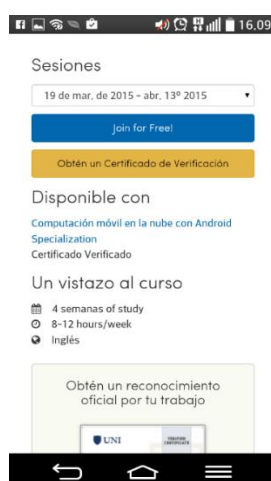 16.09
Sesiones
19 de mar. de 2015 - abr. 13º 2015
Join for Free!
Obtén un Certificado de Verificación
Disponible con
Computación móvil en la nube con Android
Specialization
Certificado Verificado
Un vistazo al curso
4 semanas of study
8-12 hours/week
Inglés
Obtén un reconocimiento
oficial por tu trabajo
UNI